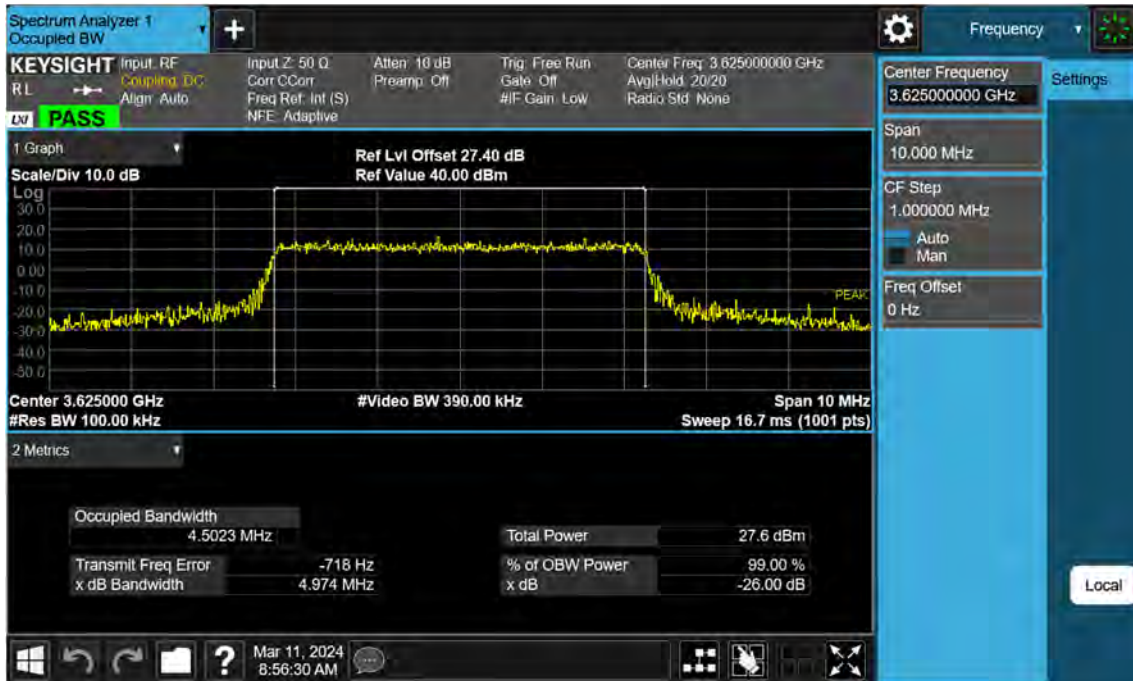 Spectrum Analyzer 1
Occupied BW
+
Frequency
KEYSIGHT Input: RF Input Z: 50 Ω Atten: 10 dB Trig: Free Run Center Freq: 3.625000000 GHz
RL Coupling: DC Corr CCorr Preamp: Off Gate: Off Avg|Hold: 20/20
Align: Auto Freq Ref: Int (S) #IF Gain: Low Radio Std: None
LXI PASS NFE: Adaptive
Center Frequency
3.625000000 GHz
Settings
Span
10.000 MHz
CF Step
1.000000 MHz
Auto
Man
Freq Offset
0 Hz
1 Graph
Ref Lvl Offset 27.40 dB
Scale/Div 10.0 dB Ref Value 40.00 dBm
Log
30.0
20.0
10.0
0.00
-10.0
PEAK
-20.0
-30.0
-40.0
-50.0
Center 3.625000 GHz #Video BW 390.00 kHz Span 10 MHz
#Res BW 100.00 kHz Sweep 16.7 ms (1001 pts)
2 Metrics
Occupied Bandwidth
4.5023 MHz Total Power 27.6 dBm
Transmit Freq Error -718 Hz % of OBW Power 99.00 %
x dB Bandwidth 4.974 MHz x dB -26.00 dB
Local
? Mar 11, 2024
8:56:30 AM